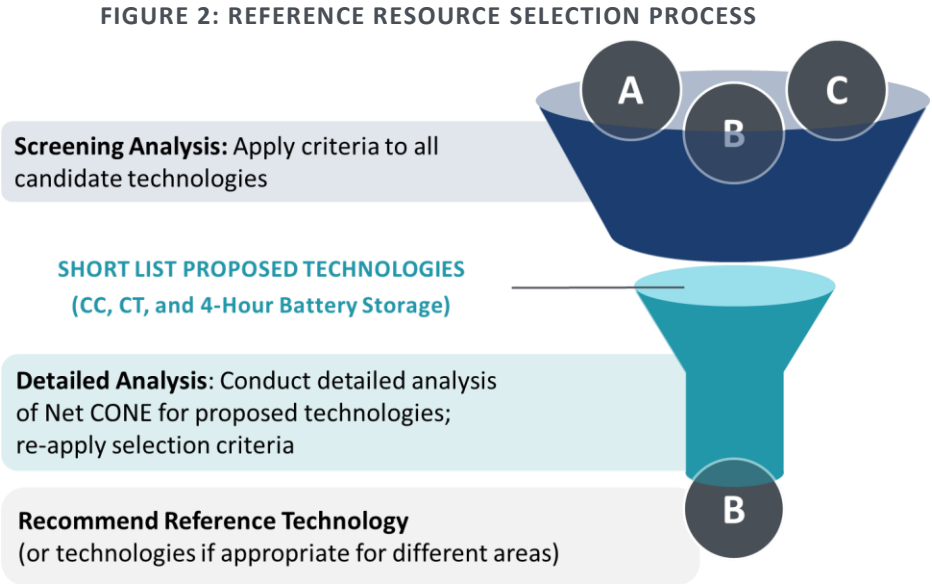 FIGURE 2: REFERENCE RESOURCE SELECTION PROCESS
A
B
C
Screening Analysis: Apply criteria to all
candidate technologies
SHORT LIST PROPOSED TECHNOLOGIES
(CC, CT, and 4-Hour Battery Storage)
Detailed Analysis: Conduct detailed analysis
of Net CONE for proposed technologies;
re-apply selection criteria
B
Recommend Reference Technology
(or technologies if appropriate for different areas)